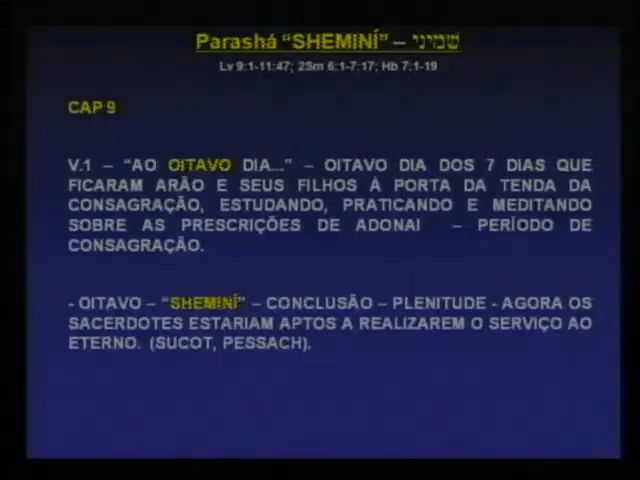 Parashá “SHEMINÍ” – שמיני
Lv 9:1-11:47; 2Sm 6:1-7:17; Hb 7:1-19
CAP 9
V.1 – “AO OITAVO DIA...” – OITAVO DIA DOS 7 DIAS QUE
FICARAM ARÃO E SEUS FILHOS À PORTA DA TENDA DA
CONSAGRAÇÃO, ESTUDANDO, PRATICANDO E MEDITANDO
SOBRE AS PRESCRIÇÕES DE ADONAI – PERÍODO DE
CONSAGRAÇÃO.
- OITAVO – “SHEMINÍ” – CONCLUSÃO – PLENITUDE - AGORA OS
SACERDOTES ESTARIAM APTOS A REALIZAREM O SERVIÇO AO
ETERNO. (SUCOT, PESSACH).